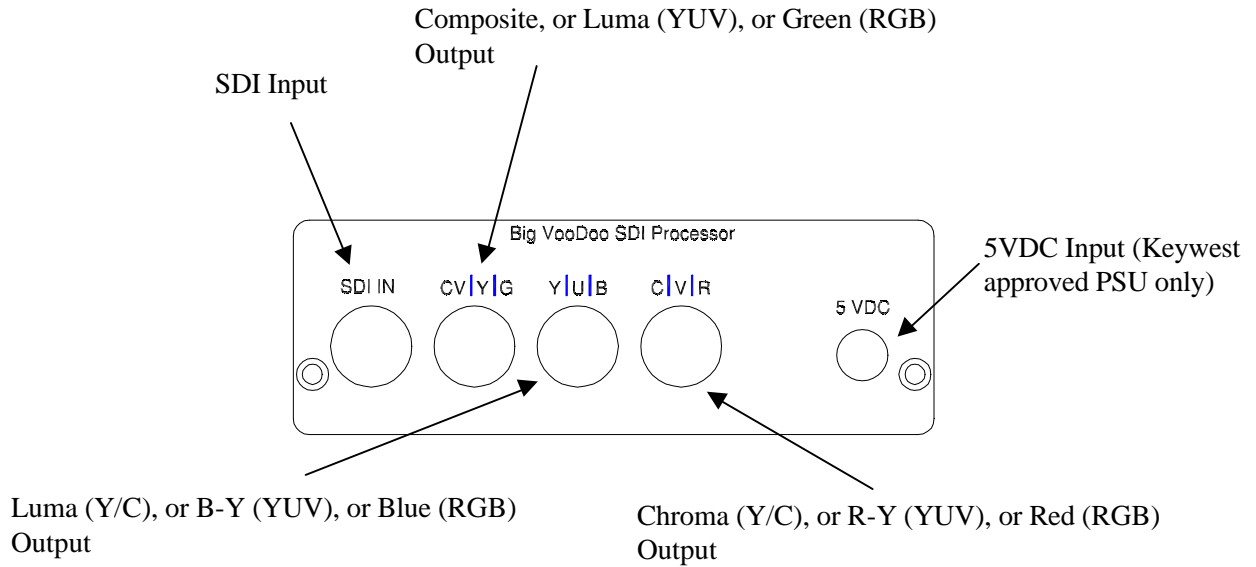 Composite, or Luma (YUV), or Green (RGB)
Output
SDI Input
Big VooDoo SDI Processor
SDI IN
CV|Y|G
Y|U|B
C|V|R
5 VDC
5VDC Input (Keywest
approved PSU only)
Luma (Y/C), or B-Y (YUV), or Blue (RGB)
Output
Chroma (Y/C), or R-Y (YUV), or Red (RGB)
Output